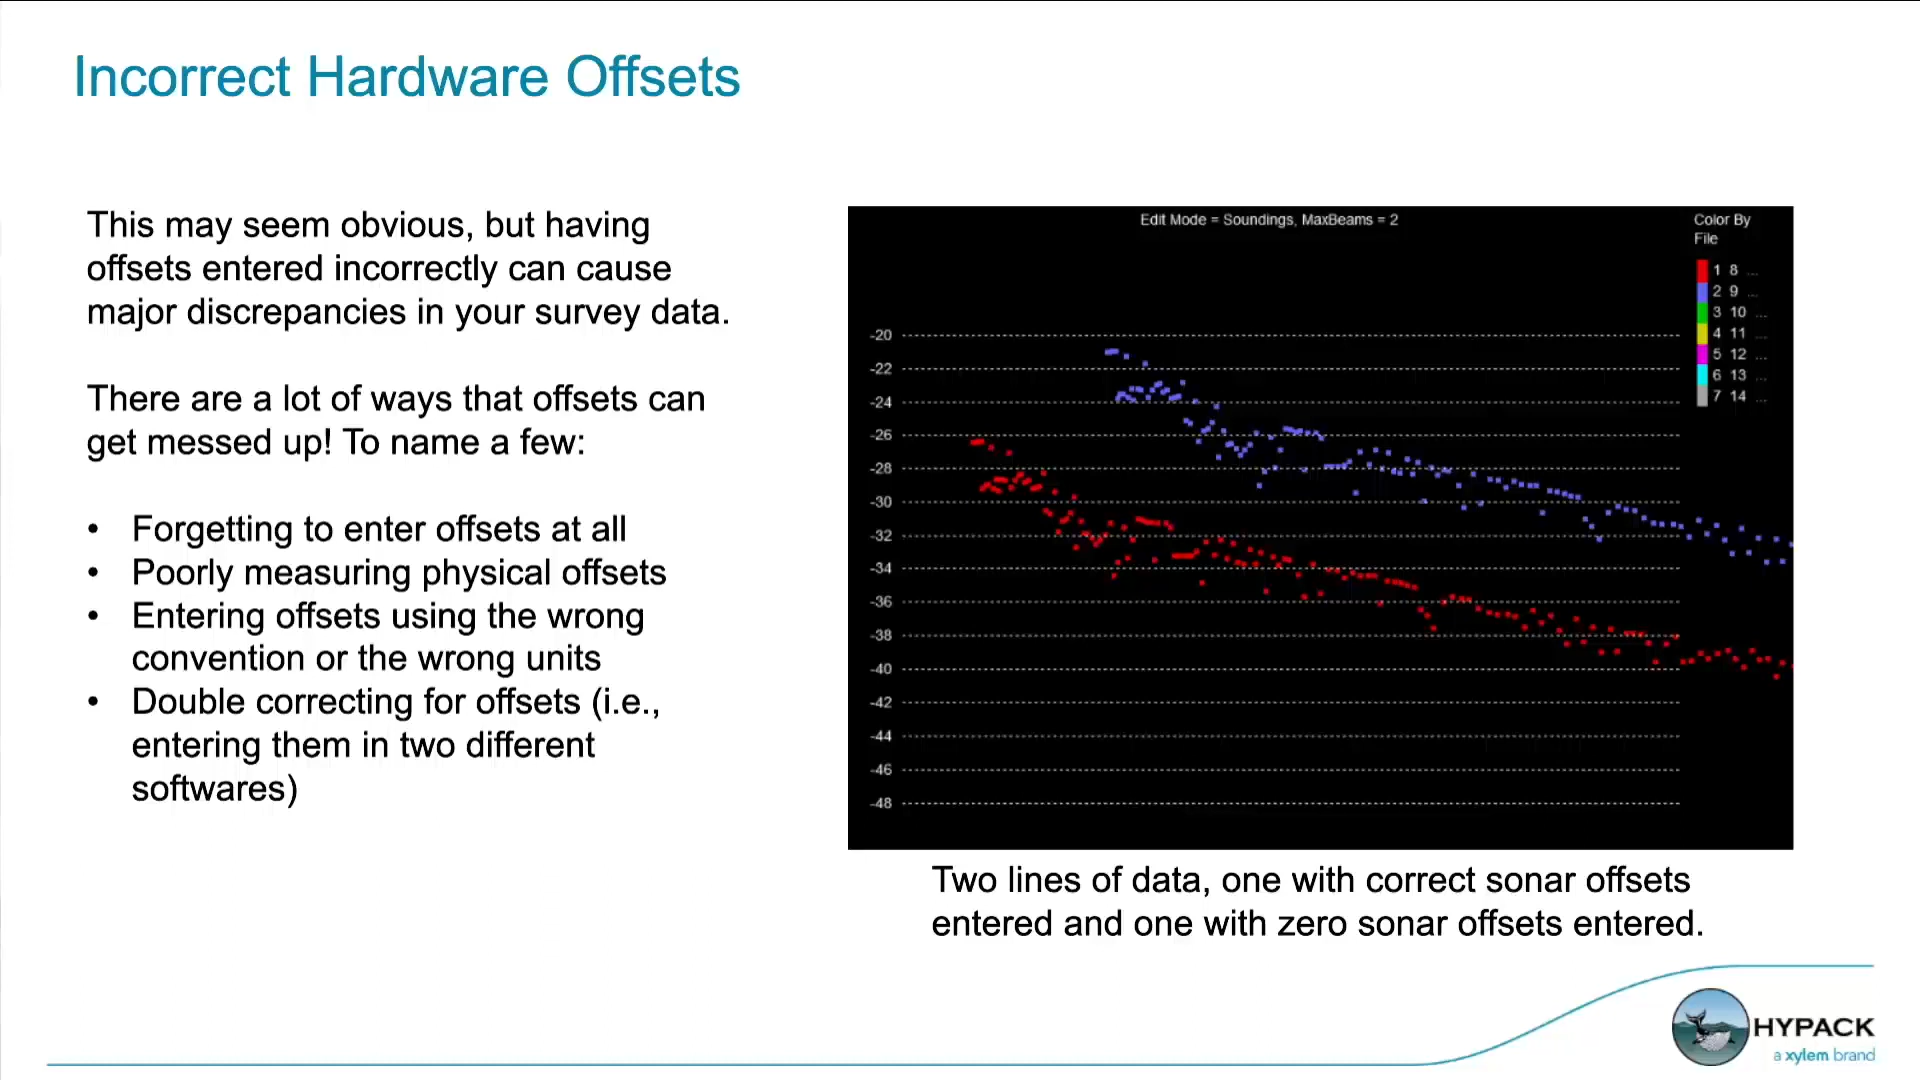 Incorrect Hardware Offsets
This may seem obvious, but having
offsets entered incorrectly can cause
major discrepancies in your survey data.
There are a lot of ways that offsets can
get messed up! To name a few:
• Forgetting to enter offsets at all
• Poorly measuring physical offsets
• Entering offsets using the wrong
convention or the wrong units
• Double correcting for offsets (i.e.,
entering them in two different
softwares)
Edit Mode = Soundings, MaxBeams = 2
Color By
File
1 8 ...
2 9 ...
3 10 ...
4 11 ...
5 12 ...
6 13 ...
7 14 ...
-20
-22
-24
-26
-28
-30
-32
-34
-36
-38
-40
-42
-44
-46
-48
Two lines of data, one with correct sonar offsets
entered and one with zero sonar offsets entered.
HYPACK
a xylem brand